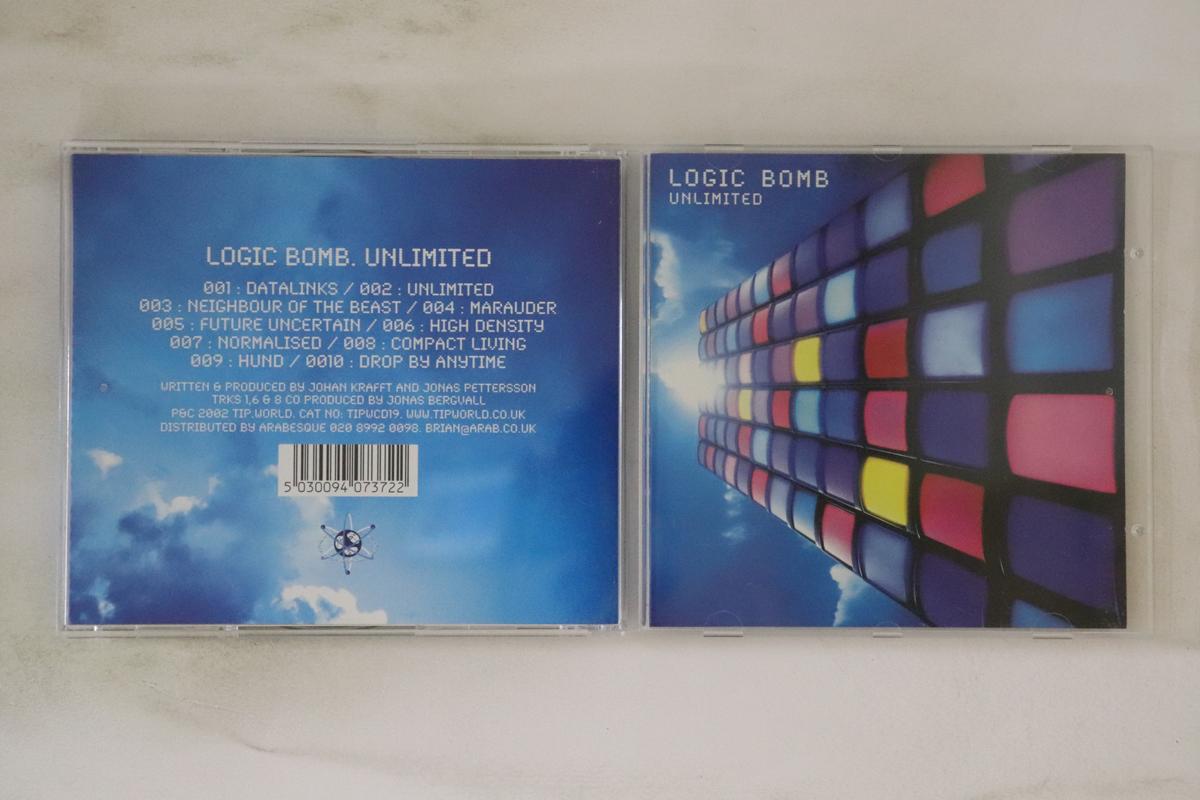 LOGIC BOMB. UNLIMITED
001 : DATALINKS / 002 : UNLIMITED
003 : NEIGHBOUR OF THE BEAST / 004 : MARAUDER
005 : FUTURE UNCERTAIN / 006 : HIGH DENSITY
007 : NORMALISED / 008 : COMPACT LIVING
009 : HUND / 0010 : DROP BY ANYTIME
WRITTEN & PRODUCED BY JOHAN KRAFFT AND JONAS PETTERSSON
TRKS 1,6 & 8 CO PRODUCED BY JONAS BERGVALL
P&C 2002 TIP.WORLD. CAT NO: TIPWCD19. WWW.TIPWORLD.CO.UK
DISTRIBUTED BY ARABESQUE 020 8992 0098. BRIAN@ARAB.CO.UK
5 030094 073722
LOGIC BOMB
UNLIMITED